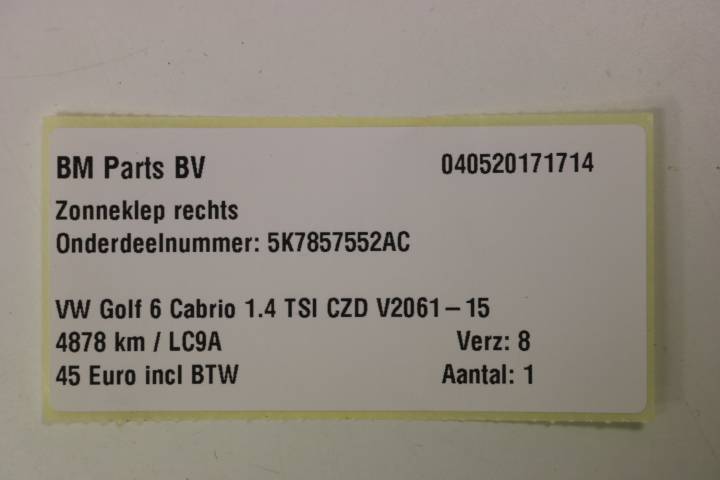 BM Parts BV 040520171714
Zonneklep rechts
Onderdeelnummer: 5K7857552AC
VW Golf 6 Cabrio 1.4 TSI CZD V2061-15
4878 km / LC9A Verz: 8
45 Euro incl BTW Aantal: 1